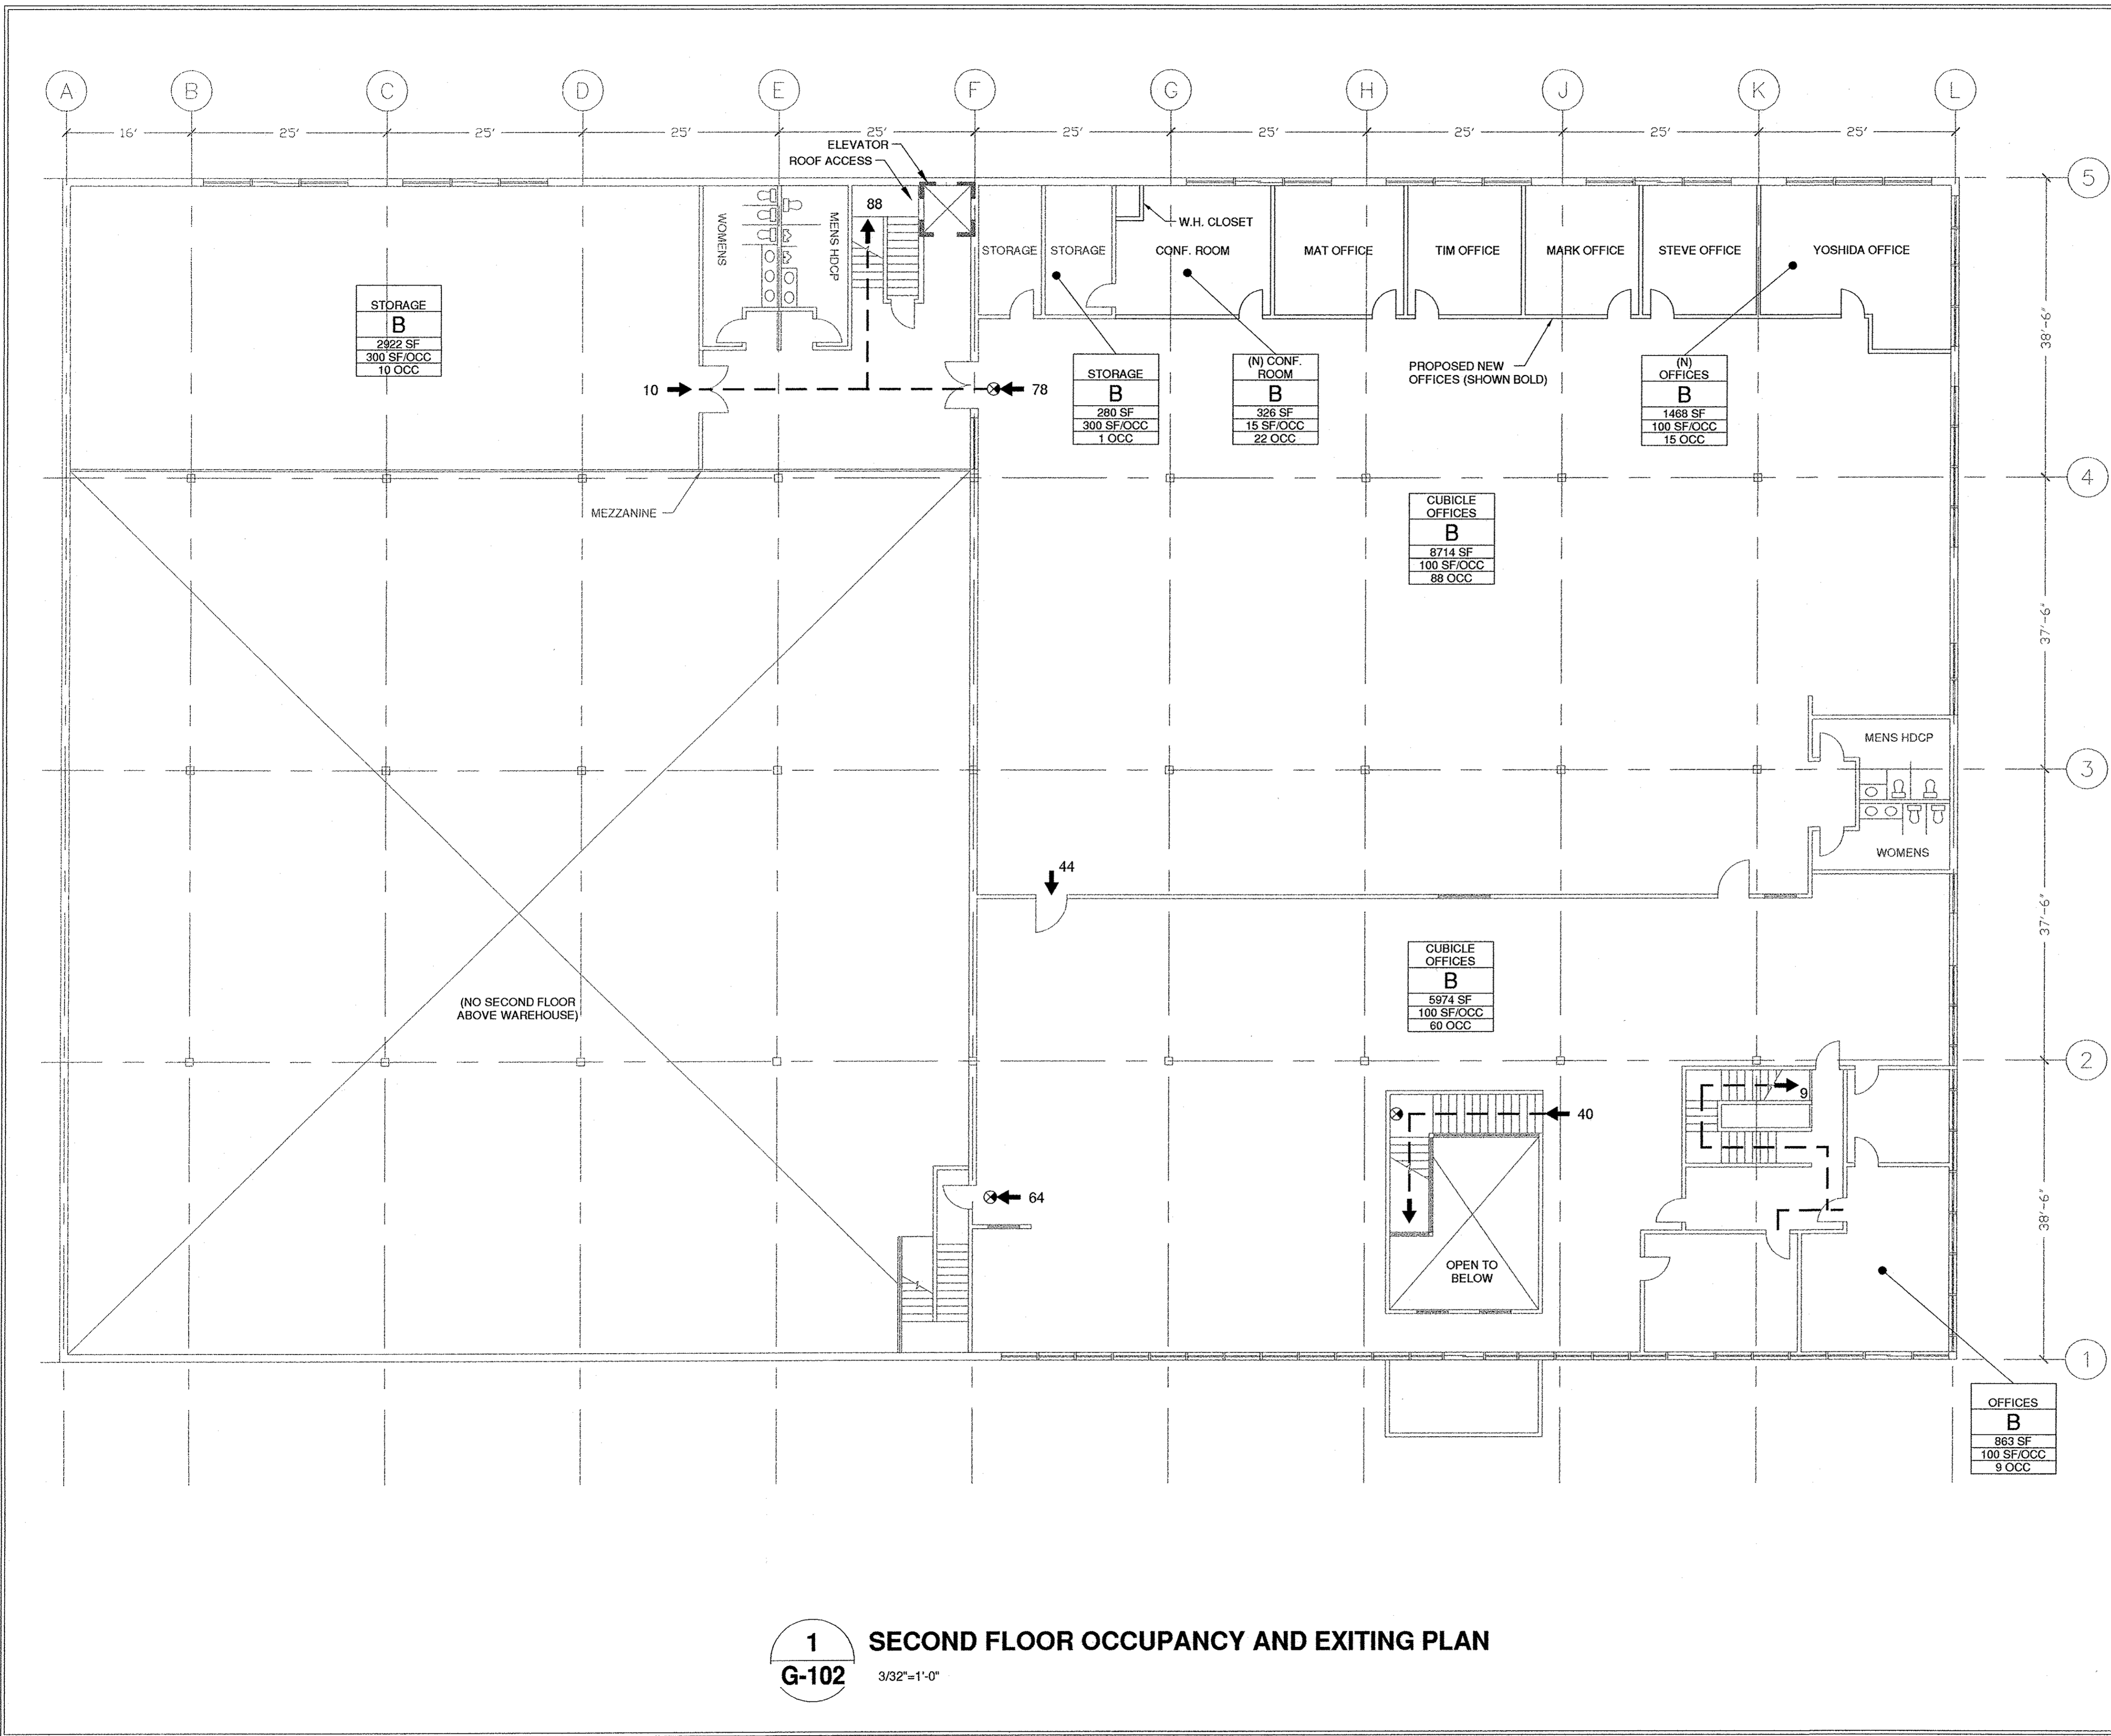 A
B
C
D
E
F
G
H
J
K
L
16'
25'
25'
25'
25'
25'
25'
25'
25'
25'
ELEVATOR
ROOF ACCESS
5
88
WOMENS
MENS HDCP
STORAGE
STORAGE
W.H. CLOSET
CONF. ROOM
MAT OFFICE
TIM OFFICE
MARK OFFICE
STEVE OFFICE
YOSHIDA OFFICE
STORAGE
B
2922 SF
300 SF/OCC
10 OCC
38'-6"
10
78
STORAGE
B
280 SF
300 SF/OCC
1 OCC
(N) CONF.
ROOM
B
326 SF
15 SF/OCC
22 OCC
PROPOSED NEW
OFFICES (SHOWN BOLD)
(N)
OFFICES
B
1468 SF
100 SF/OCC
15 OCC
4
MEZZANINE
CUBICLE
OFFICES
B
8714 SF
100 SF/OCC
88 OCC
37'-6"
MENS HDCP
3
WOMENS
44
37'-6"
CUBICLE
OFFICES
B
5974 SF
100 SF/OCC
60 OCC
(NO SECOND FLOOR
ABOVE WAREHOUSE)
2
9
40
64
38'-6"
OPEN TO
BELOW
1
OFFICES
B
863 SF
100 SF/OCC
9 OCC
1
G-102
SECOND FLOOR OCCUPANCY AND EXITING PLAN
3/32"=1'-0"